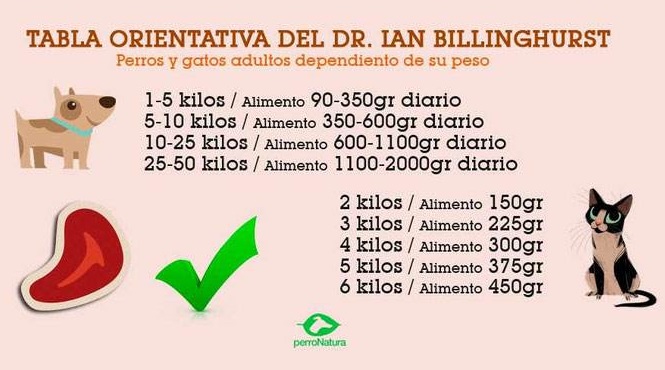 TABLA ORIENTATIVA DEL DR. IAN BILLINGHURST
Perros y gatos adultos dependiento de su peso
1-5 kilos / Alimento 90-350gr diario
5-10 kilos / Alimento 350-600gr diario
10-25 kilos / Alimento 600-1100gr diario
25-50 kilos / Alimento 1100-2000gr diario
2 kilos / Alimento 150gr
3 kilos / Alimento 225gr
4 kilos / Alimento 300gr
5 kilos / Alimento 375gr
6 kilos / Alimento 450gr
perroNatura